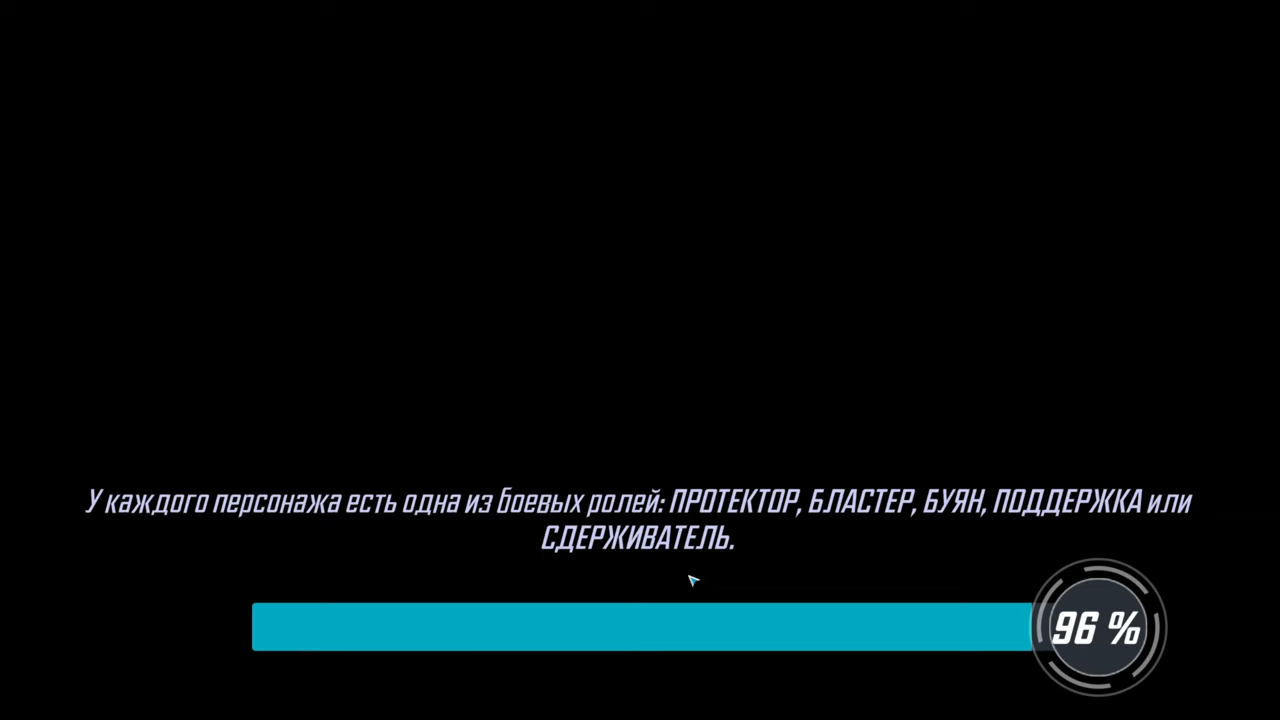 У каждого персонажа есть одна из боевых ролей: ПРОТЕКТОР, БЛАСТЕР, БУЯН, ПОДДЕРЖКА или
СДЕРЖИВАТЕЛЬ.
96 %